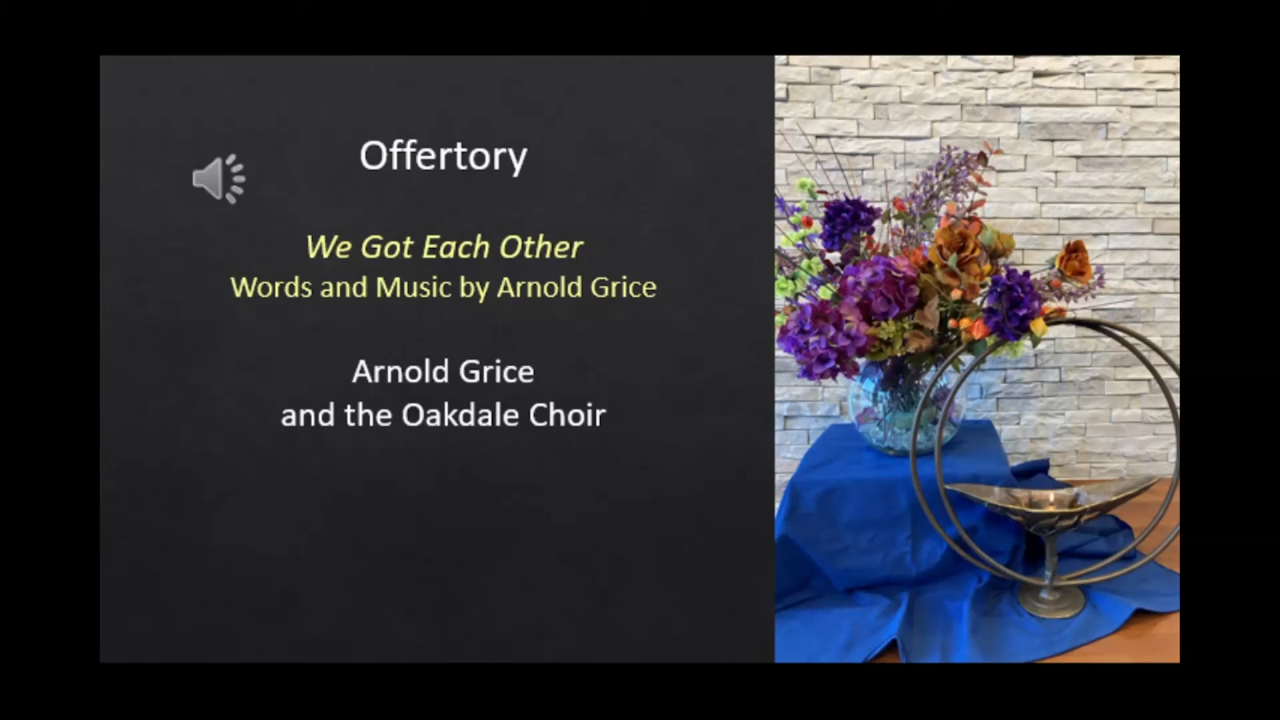 Offertory
We Got Each Other
Words and Music by Arnold Grice
Arnold Grice
and the Oakdale Choir